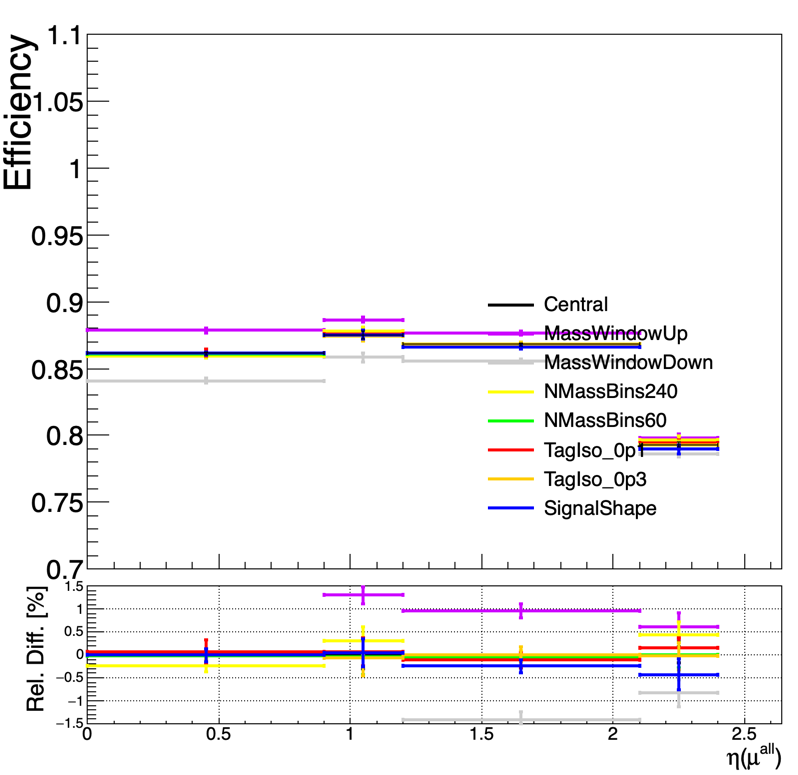 Efficiency
1.1
1.05
1
0.95
0.9
0.85
0.8
0.75
0.7
Central
MassWindowUp
MassWindowDown
NMassBins240
NMassBins60
TagIso_0p1
TagIso_0p3
SignalShape
Rel. Diff. [%]
1.5
1
0.5
0
−0.5
−1
−1.5
0 0.5 1 1.5 2 2.5
η(μ^all)